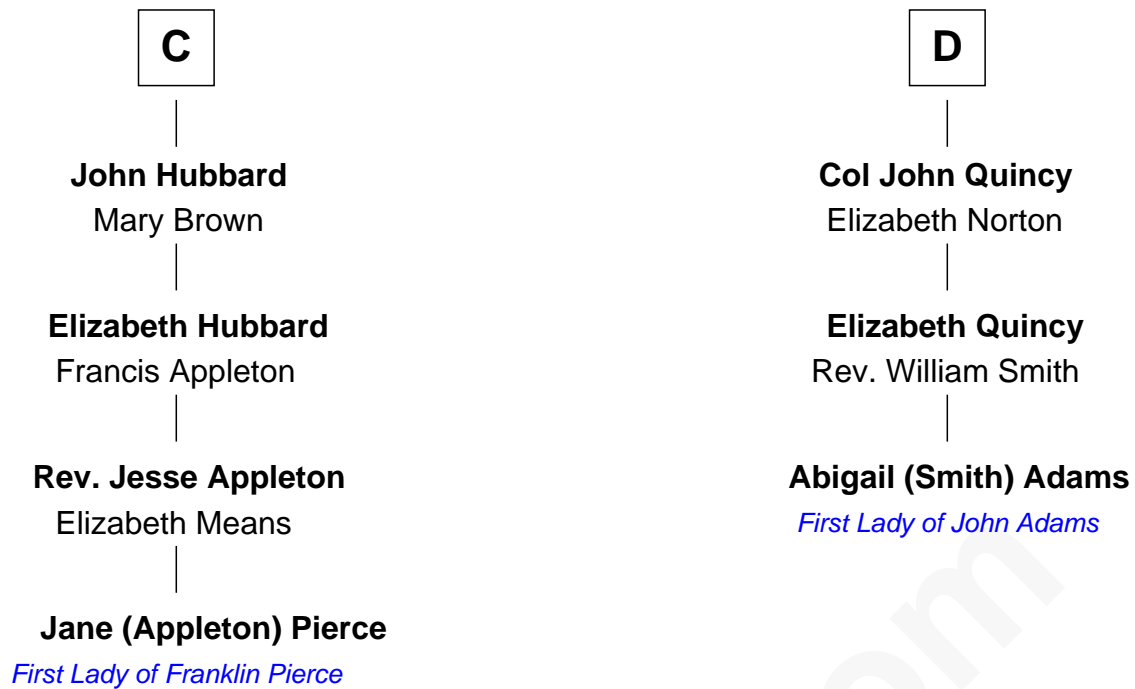 C
John Hubbard
Mary Brown
Elizabeth Hubbard
Francis Appleton
Rev. Jesse Appleton
Elizabeth Means
Jane (Appleton) Pierce
First Lady of Franklin Pierce
D
Col John Quincy
Elizabeth Norton
Elizabeth Quincy
Rev. William Smith
Abigail (Smith) Adams
First Lady of John Adams
om